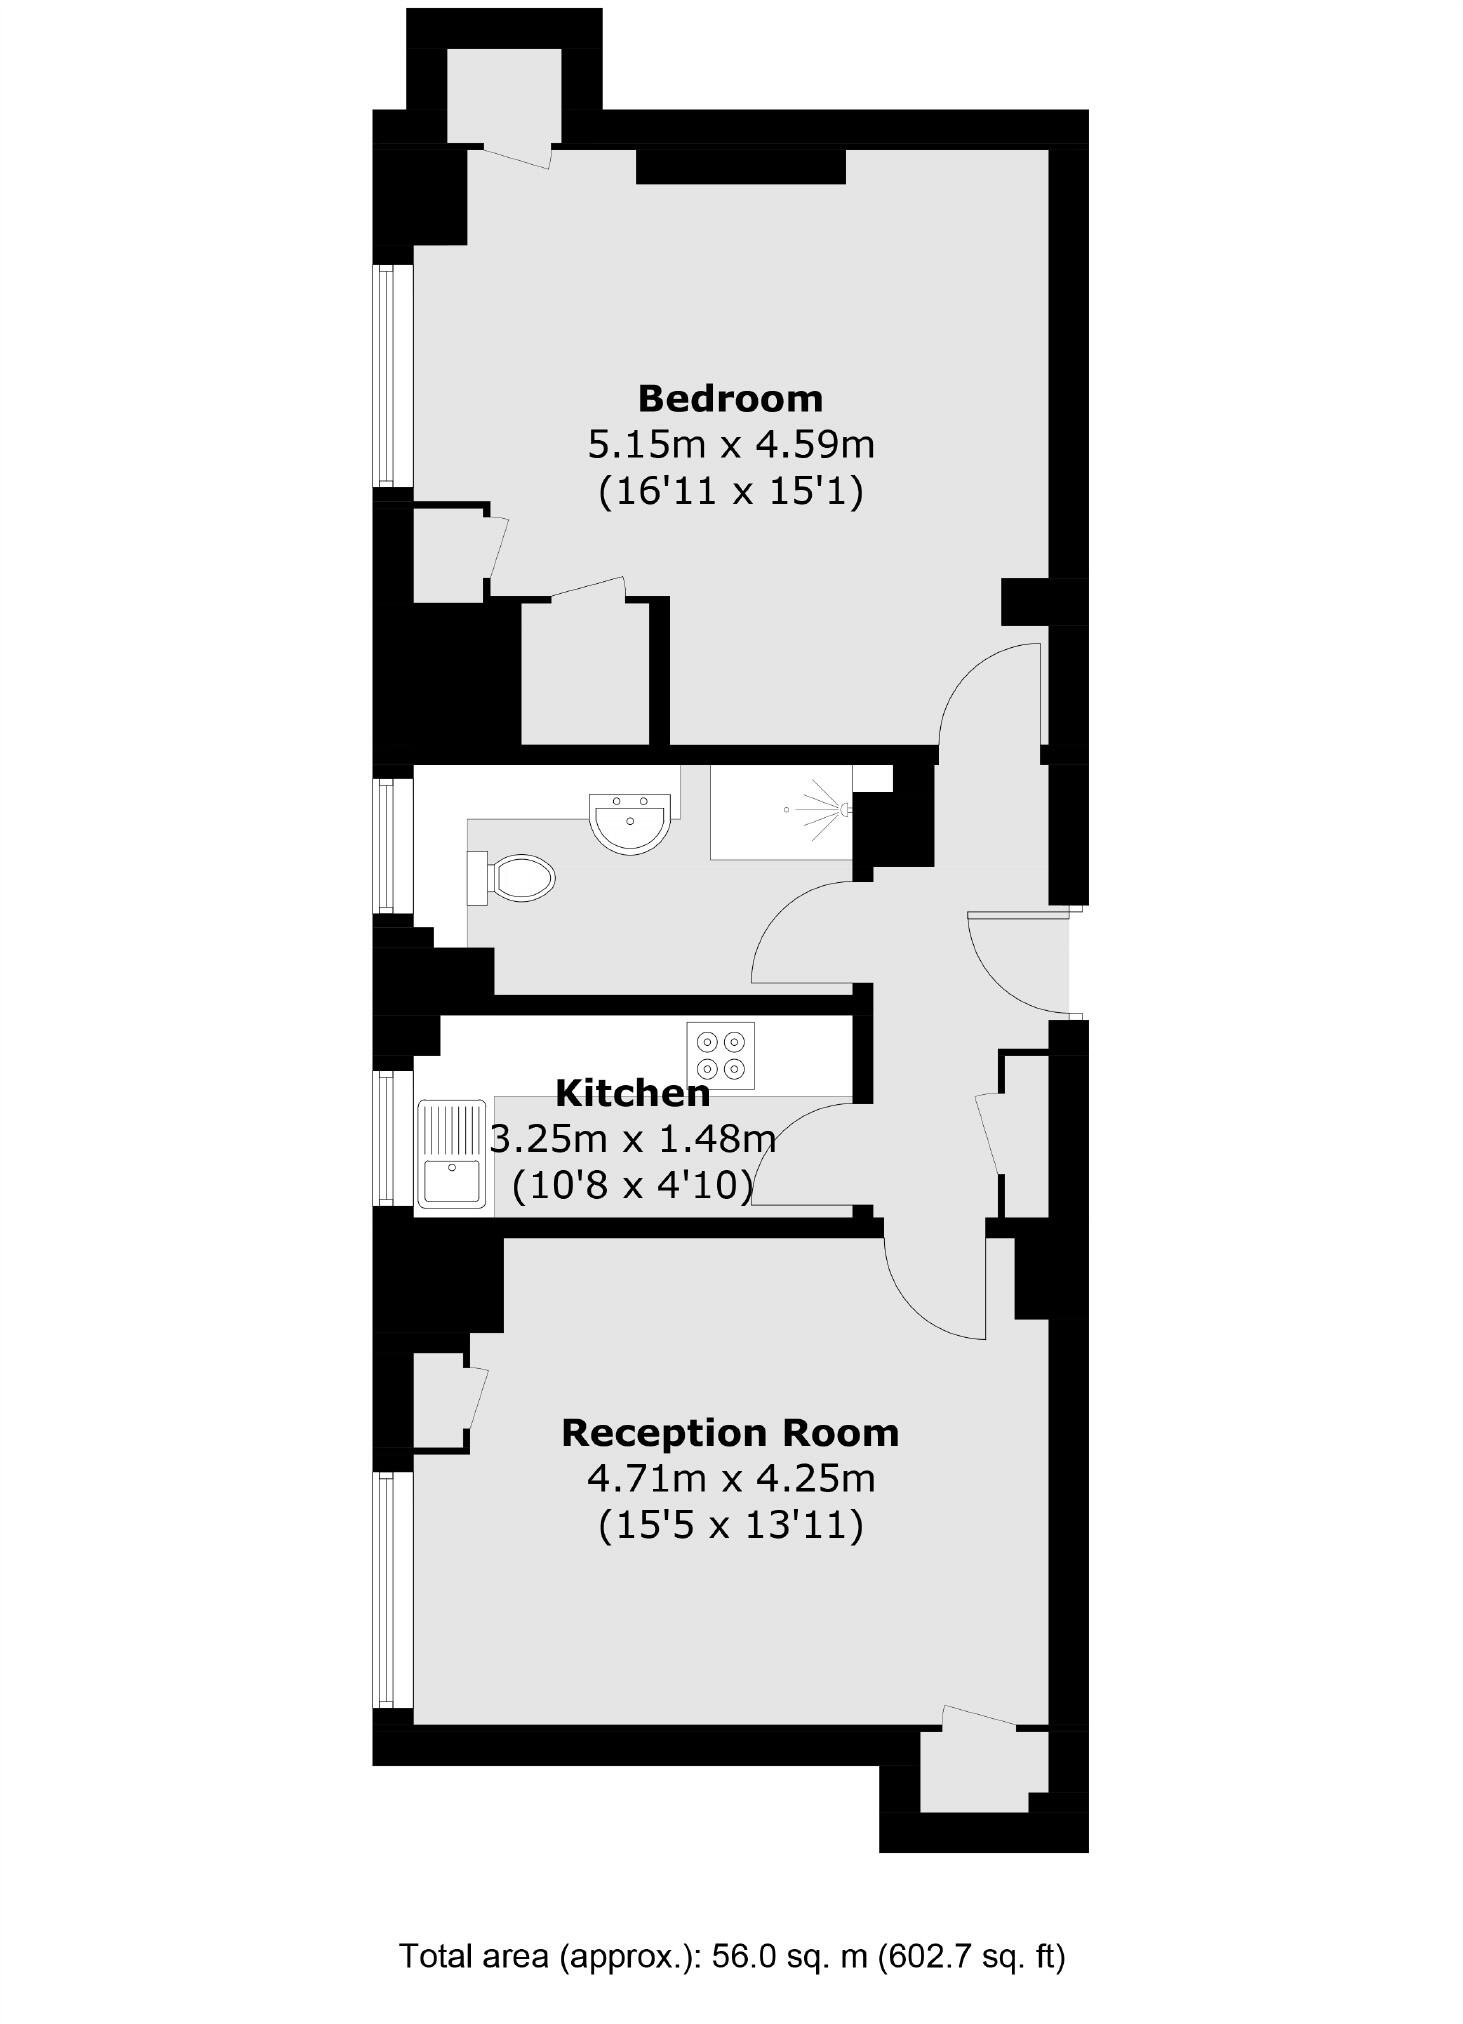 Bedroom
5.15m x 4.59m
(16'11 x 15'1)
Kitchen
3.25m x 1.48m
(10'8 x 4'10)
Reception Room
4.71m x 4.25m
(15'5 x 13'11)
Total area (approx.): 56.0 sq. m (602.7 sq. ft)